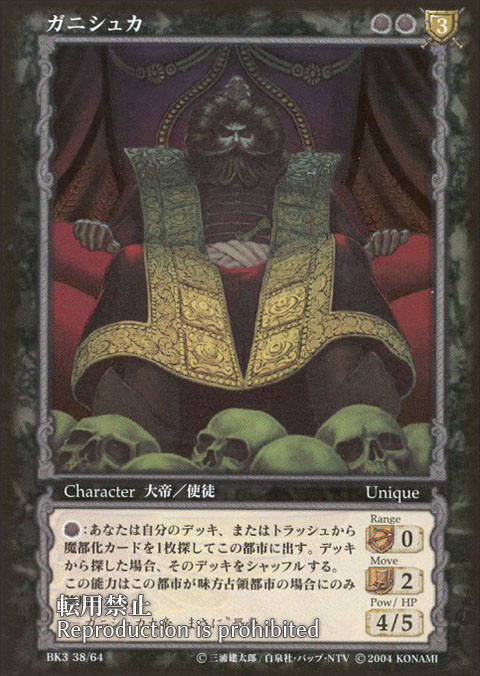 ガニシュカ
3
Character 大帝／使徒 Unique
:あなたは自分のデッキ、またはトラッシュから
魔都化カードを1枚探してこの都市に出す。デッキ
から探した場合、そのデッキをシャッフルする。
この能力はこの都市が味方占領都市の場合にのみ
Range
0
Move
2
Pow/ HP
4/5
転用禁止
Reproduction is prohibited
BK3 38/64
©三浦建太郎／白泉社・バップ・NTV ©2004 KONAMI